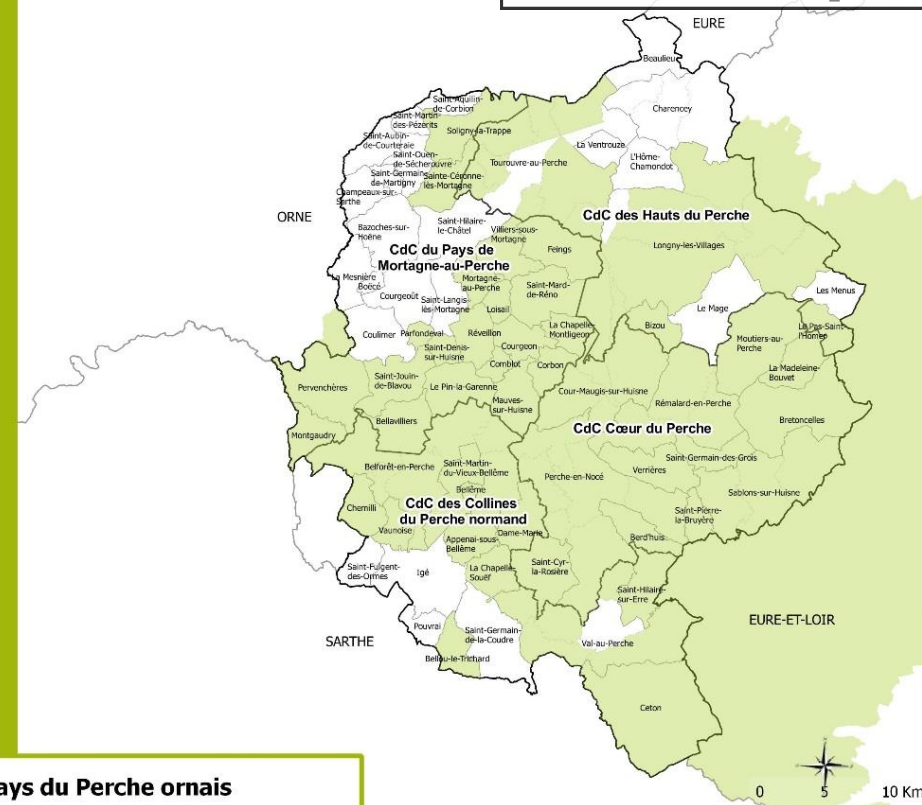 EURE
Beaulieu
Charencey
Saint-Aquilin-
de-Corbion
Saint-Martin-
des-Pézerits
Soligny-la-Trappe
Saint-Aubin-
de-Courteraie
La Ventrouze
Saint-Ouen-
de-Sécherouvre
Tourouvre-au-Perche
L'Hôme-
Chamondot
Saint-Germain-
de-Martigny
Sainte-Céronne-
lès-Mortagne
Champeaux-sur-
Sarthe
ORNE
CdC des Hauts du Perche
Bazoches-sur-
Hoëne
Saint-Hilaire-
le-Châtel
Villiers-sous-
Mortagne
CdC du Pays de
Mortagne-au-Perche
Feings
Longny-les-Villages
La Mesnière
Boëcé
Mortagne-
au-Perche
Saint-Mard-
de-Réno
Les Menus
Courgeoût
Saint-Langis-
lès-Mortagne
Loisail
Le Mage
Coulimer
Parfondeval
Réveillon
La Chapelle-
Montligeon
Bizou
Le Pas-Saint-
l'Homer
Moutiers-au-
Perche
Saint-Denis-
sur-Huisne
Courgeon
Comblot
Corbon
La Madeleine-
Bouvet
Pervenchères
Saint-Jouin-
de-Blavou
Le Pin-la-Garenne
Cour-Maugis-sur-Huisne
Mauves-
sur-Huisne
Rémalard-en-Perche
Bellavilliers
Bretoncelles
Montgaudry
CdC Cœur du Perche
Belforêt-en-Perche
Saint-Martin-
du-Vieux-Bellême
Saint-Germain-des-Grois
Verrières
Perche-en-Nocé
Bellême
Sablons-sur-Huisne
CdC des Collines
du Perche normand
Chemilli
Saint-Pierre-
la-Bruyère
Vaunoise
Dame-Marie
Appenai-sous-
Bellême
Berd'huis
Saint-Fulgent-
des-Ormes
Igé
La Chapelle-
Souëf
Saint-Cyr-
la-Rosière
Saint-Hilaire-
sur-Erre
EURE-ET-LOIR
Pouvrai
Saint-Germain-
de-la-Coudre
SARTHE
Val-au-Perche
Bellou-le-Trichard
Ceton
ays du Perche ornais
0 5 10 Km